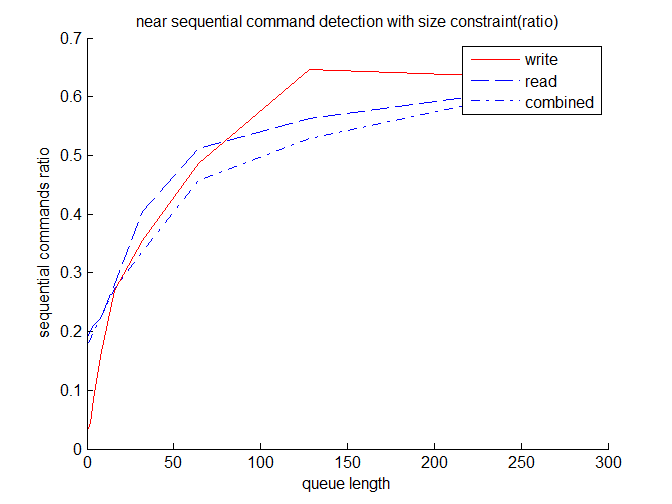 near sequential command detection with size constraint(ratio)
0.7
0.6
0.5
0.4
0.3
0.2
0.1
0
sequential commands ratio
write
read
combined
0 50 100 150 200 250 300
queue length